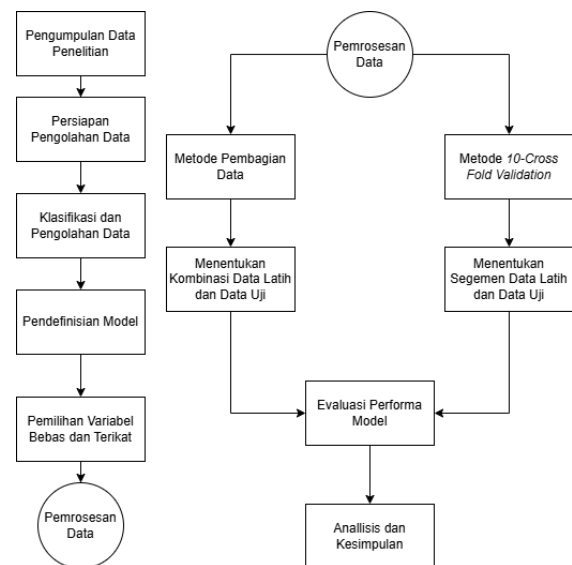 Pengumpulan Data
Penelitian
Persiapan
Pengolahan Data
Klasifikasi dan
Pengolahan Data
Pendefinisian Model
Pemilihan Variabel
Bebas dan Terikat
Pemrosesan
Data
Pemrosesan
Data
Metode Pembagian
Data
Metode 10-Cross
Fold Validation
Menentukan
Kombinasi Data Latih
dan Data Uji
Menentukan
Segemen Data Latih
dan Data Uji
Evaluasi Performa
Model
Anallisis dan
Kesimpulan